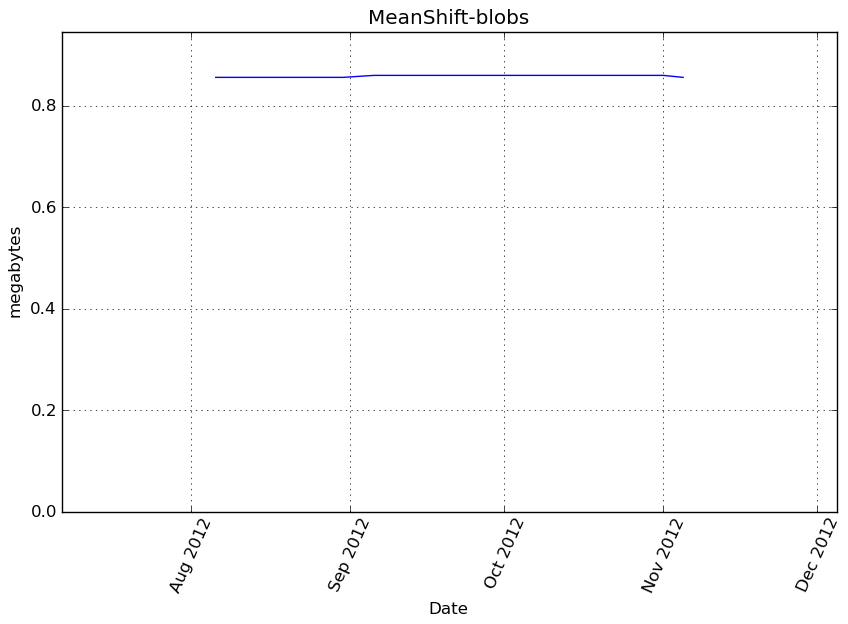 MeanShift-blobs
megabytes
0.8
0.6
0.4
0.2
0.0
Aug 2012
Sep 2012
Oct 2012
Nov 2012
Dec 2012
Date